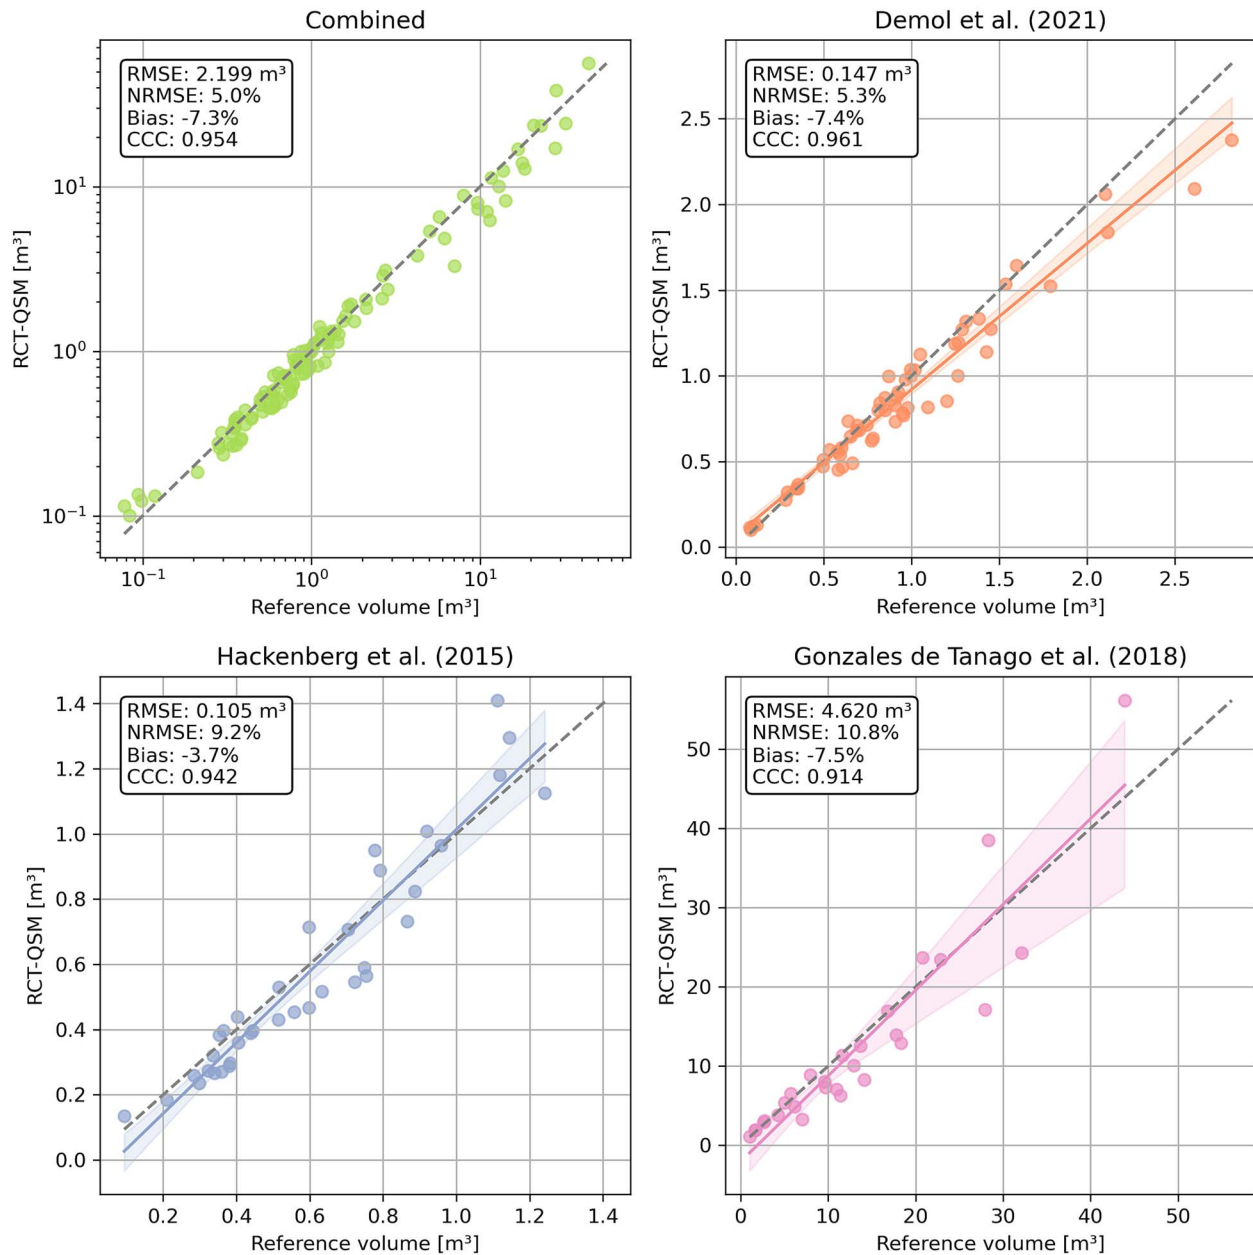 Combined
RMSE: 2.199 m³
NRMSE: 5.0%
Bias: -7.3%
CCC: 0.954
10¹
10⁰
10⁻¹
RCT-QSM [m³]
10⁻¹ 10⁰ 10¹
Reference volume [m³]
Demol et al. (2021)
RMSE: 0.147 m³
NRMSE: 5.3%
Bias: -7.4%
CCC: 0.961
2.5
2.0
1.5
1.0
0.5
0.0
RCT-QSM [m³]
0.0 0.5 1.0 1.5 2.0 2.5
Reference volume [m³]
Hackenberg et al. (2015)
RMSE: 0.105 m³
NRMSE: 9.2%
Bias: -3.7%
CCC: 0.942
1.4
1.2
1.0
0.8
0.6
0.4
0.2
0.0
RCT-QSM [m³]
0.2 0.4 0.6 0.8 1.0 1.2 1.4
Reference volume [m³]
Gonzales de Tanago et al. (2018)
RMSE: 4.620 m³
NRMSE: 10.8%
Bias: -7.5%
CCC: 0.914
50
40
30
20
10
0
RCT-QSM [m³]
0 10 20 30 40 50
Reference volume [m³]